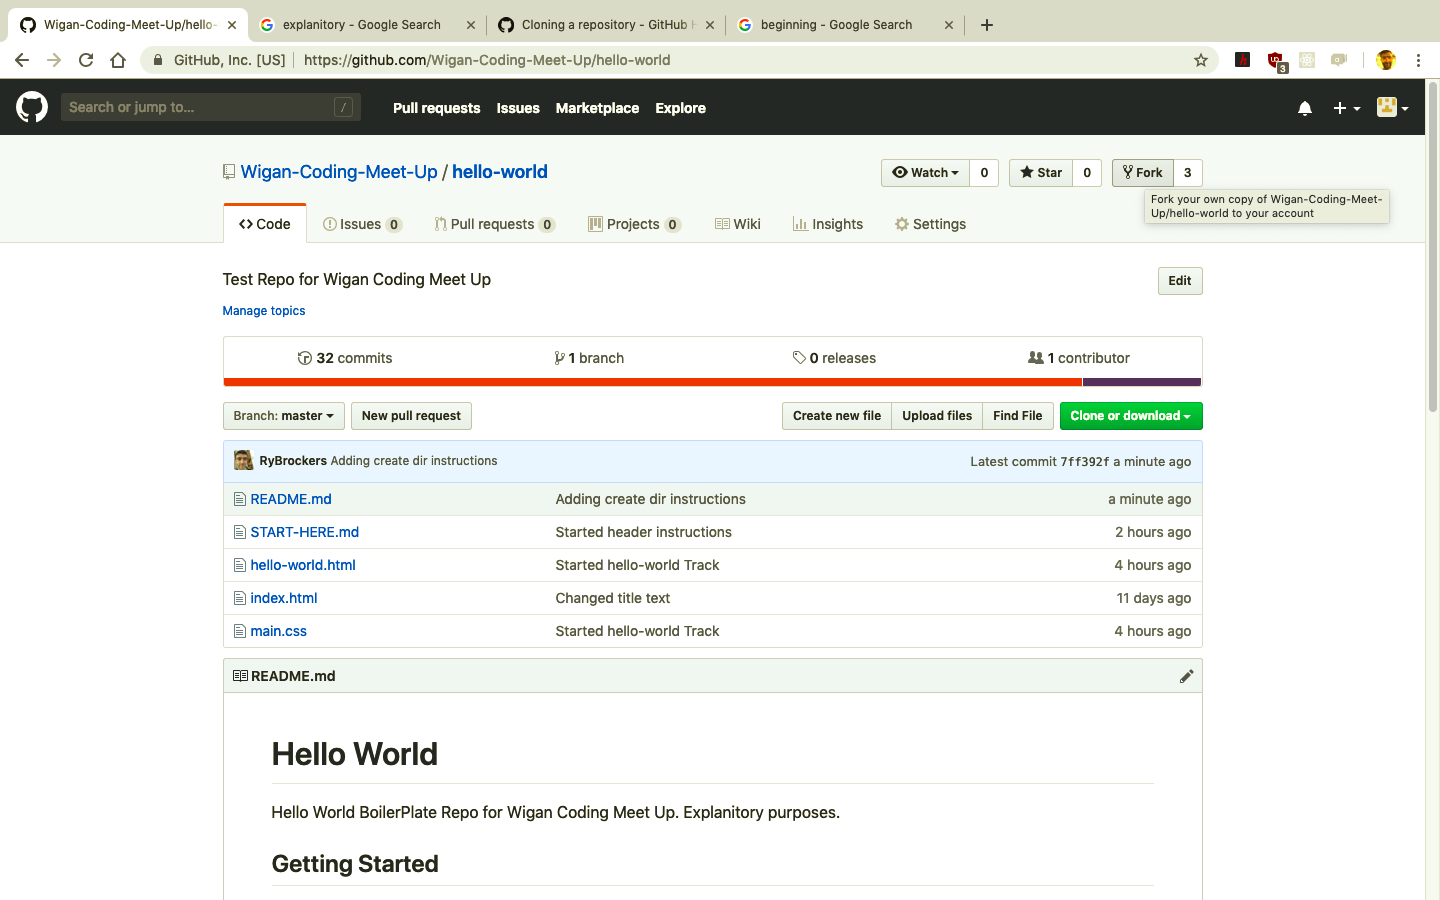 Wigan-Coding-Meet-Up/hello-
explanitory - Google Search
Cloning a repository - GitHub H
beginning - Google Search
GitHub, Inc. [US]
https://github.com/Wigan-Coding-Meet-Up/hello-world
3
Search or jump to...
/
Pull requests
Issues
Marketplace
Explore
Wigan-Coding-Meet-Up / hello-world
Watch 0
Star 0
Fork 3
Fork your own copy of Wigan-Coding-Meet-
Up/hello-world to your account
Code
Issues 0
Pull requests 0
Projects 0
Wiki
Insights
Settings
Test Repo for Wigan Coding Meet Up
Edit
Manage topics
32 commits
1 branch
0 releases
1 contributor
Branch: master
New pull request
Create new file
Upload files
Find File
Clone or download
RyBrockers Adding create dir instructions
Latest commit 7ff392f a minute ago
README.md Adding create dir instructions a minute ago
START-HERE.md Started header instructions 2 hours ago
hello-world.html Started hello-world Track 4 hours ago
index.html Changed title text 11 days ago
main.css Started hello-world Track 4 hours ago
README.md
Hello World
Hello World BoilerPlate Repo for Wigan Coding Meet Up. Explanitory purposes.
Getting Started